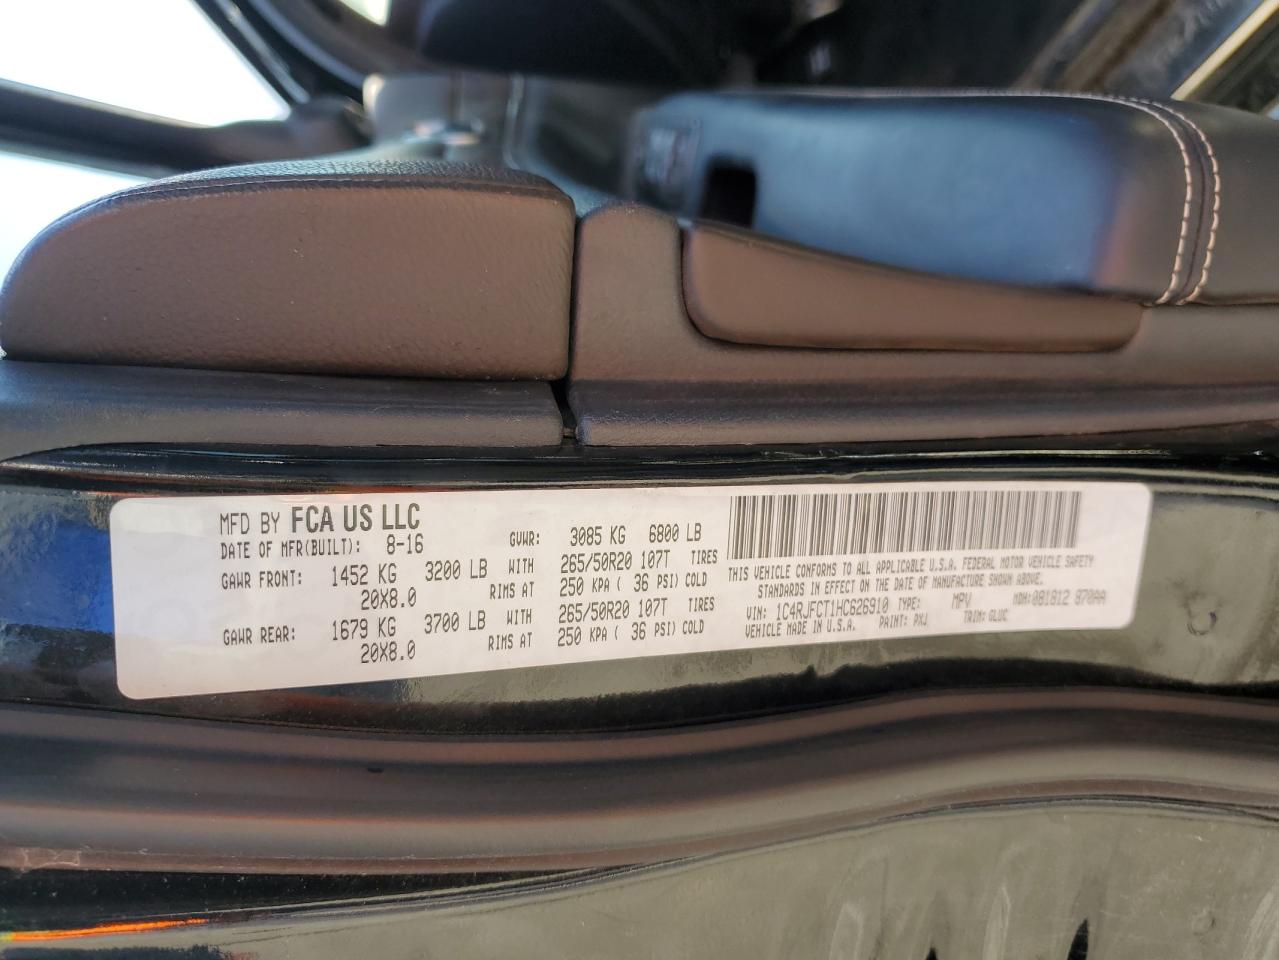 MFD BY FCA US LLC
DATE OF MFR(BUILT): 8-16 GVWR: 3085 KG 6800 LB
GAWR FRONT: 1452 KG 3200 LB WITH 265/50R20 107T TIRES
20X8.0 RIMS AT 250 KPA ( 36 PSI) COLD
GAWR REAR: 1679 KG 3700 LB WITH 265/50R20 107T TIRES
20X8.0 RIMS AT 250 KPA ( 36 PSI) COLD
THIS VEHICLE CONFORMS TO ALL APPLICABLE U.S.A. FEDERAL MOTOR VEHICLE SAFETY
STANDARDS IN EFFECT ON THE DATE OF MANUFACTURE SHOWN ABOVE.
VIN: 1C4RJFCT1HC626910 TYPE: MPV MDH: 081812 870AA
VEHICLE MADE IN U.S.A. PAINT: PXJ TRIM: GLUC